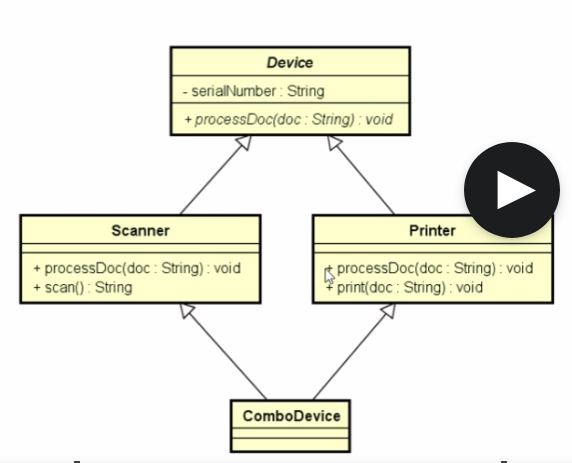 Device
- serialNumber : String
+ processDoc(doc : String) : void
Scanner
+ processDoc(doc : String) : void
+ scan() : String
Printer
+ processDoc(doc : String) : void
+ print(doc : String) : void
ComboDevice